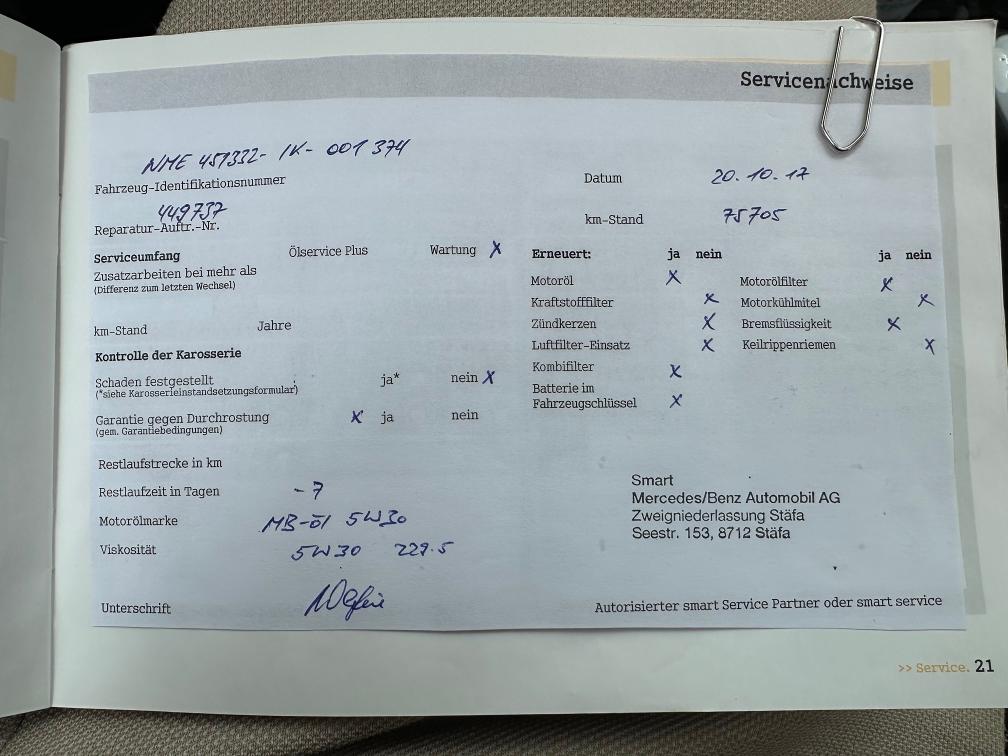 Servicenachweise
NME 451332- 1K- 001 374
Fahrzeug-Identifikationsnummer
Datum 20.10.17
449737
Reparatur-Auftr.-Nr.
km-Stand 75705
Serviceumfang Ölservice Plus Wartung X
Zusatzarbeiten bei mehr als
(Differenz zum letzten Wechsel)
km-Stand Jahre
Kontrolle der Karosserie
Schaden festgestellt ja* nein X
(*siehe Karosserieinstandsetzungsformular)
Garantie gegen Durchrostung X ja nein
(gem. Garantiebedingungen)
Restlaufstrecke in km
Restlaufzeit in Tagen -7
Motorölmarke MB-öl 5W30
Viskosität 5W30 229.5
Unterschrift
Erneuert: ja nein ja nein
Motoröl X Motorölfilter X
Kraftstofffilter X Motorkühlmitel X
Zündkerzen X Bremsflüssigkeit X
Luftfilter-Einsatz X Keilrippenriemen X
Kombifilter X
Batterie im
Fahrzeugschlüssel X
Smart
Mercedes/Benz Automobil AG
Zweigniederlassung Stäfa
Seestr. 153, 8712 Stäfa
Autorisierter smart Service Partner oder smart service
>> Service. 21